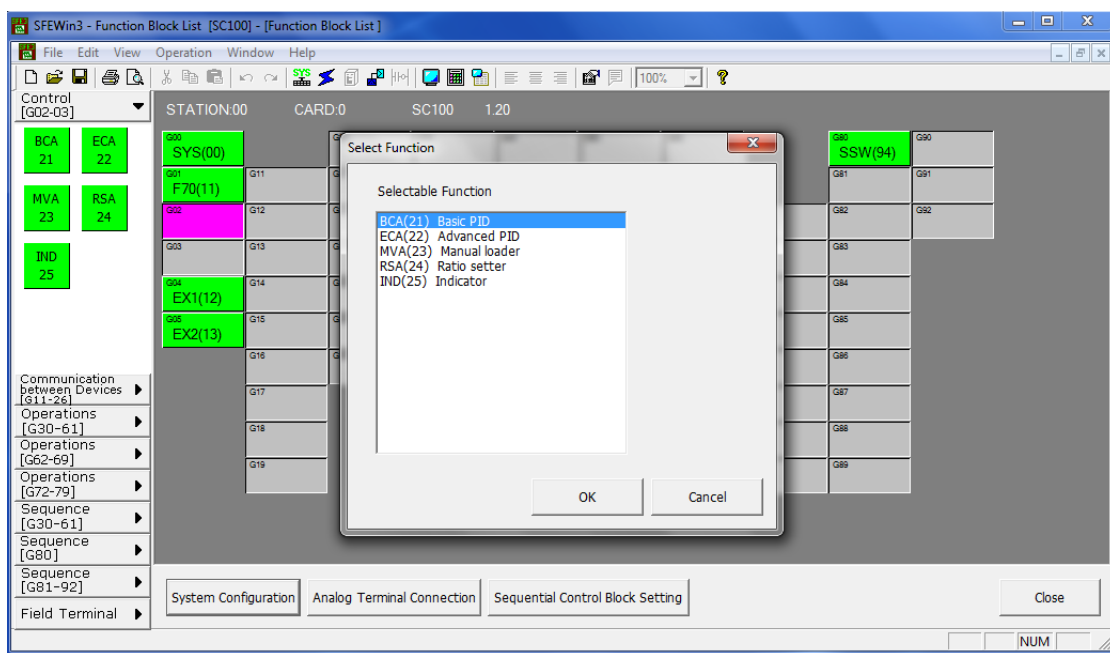 SFEWin3 - Function Block List [SC100] - [Function Block List ]
File Edit View Operation Window Help
SYS
100%
Control
[G02-03]
STATION:00 CARD:0 SC100 1.20
BCA
21
ECA
22
MVA
23
RSA
24
IND
25
G00
SYS(00)
G01
F70(11)
G02
G03
G04
EX1(12)
G05
EX2(13)
G11
G12
G13
G14
G15
G16
G17
G18
G19
Select Function
Selectable Function
BCA(21) Basic PID
ECA(22) Advanced PID
MVA(23) Manual loader
RSA(24) Ratio setter
IND(25) Indicator
OK Cancel
G80
SSW(94)
G81
G82
G83
G84
G85
G86
G87
G88
G89
G90
G91
G92
Communication
between Devices
[G11-26]
Operations
[G30-61]
Operations
[G62-69]
Operations
[G72-79]
Sequence
[G30-61]
Sequence
[G80]
Sequence
[G81-92]
Field Terminal
System Configuration Analog Terminal Connection Sequential Control Block Setting Close
NUM